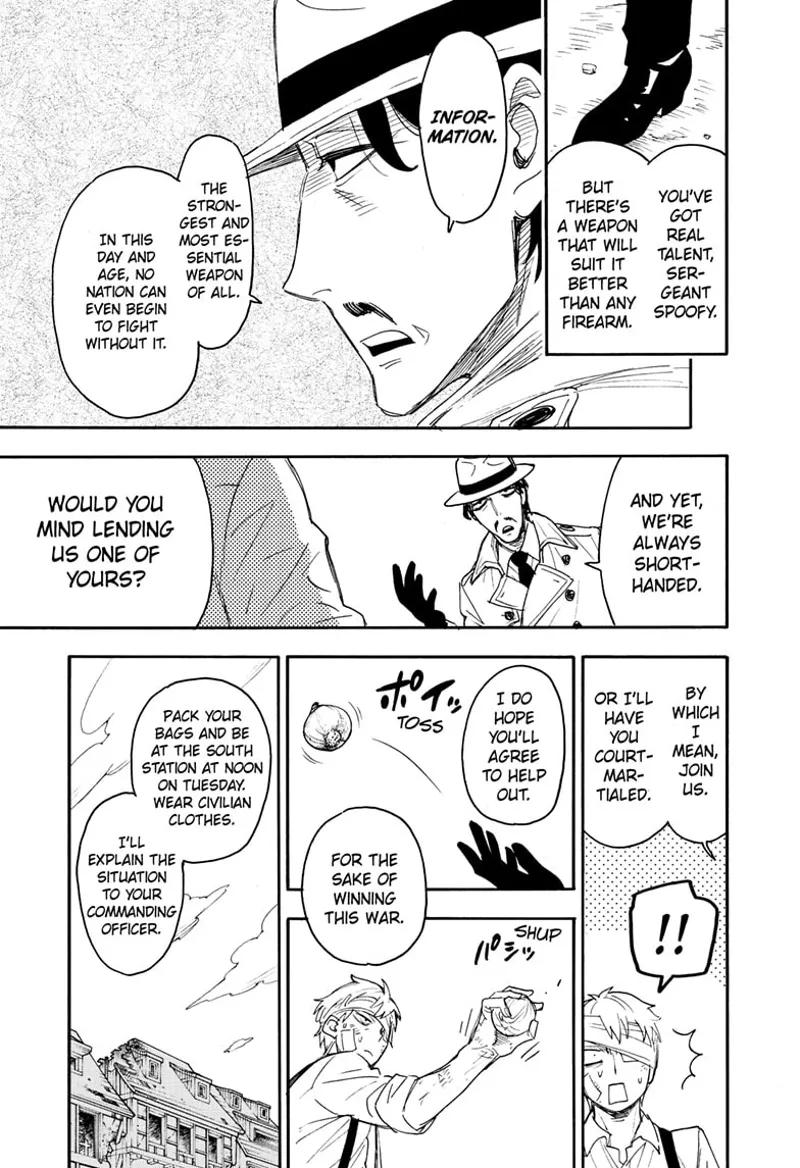 YOU'VE
GOT
REAL
TALENT,
SER-
GEANT
SPOOFY.
BUT
THERE'S
A WEAPON
THAT WILL
SUIT IT
BETTER
THAN ANY
FIREARM.
INFOR-
MATION.
THE
STRON-
GEST AND
MOST ES-
SENTIAL
WEAPON
OF ALL.
IN THIS
DAY AND
AGE, NO
NATION CAN
EVEN BEGIN
TO FIGHT
WITHOUT IT.
AND YET,
WE'RE
ALWAYS
SHORT-
HANDED.
WOULD YOU
MIND LENDING
US ONE OF
YOURS?
BY
WHICH
I
MEAN,
JOIN
US.
OR I'LL
HAVE
YOU
COURT-
MAR-
TIALED.
!!
I DO
HOPE
YOU'LL
AGREE
TO HELP
OUT.
ポイッ
TOSS
FOR THE
SAKE OF
WINNING
THIS WAR.
SHUP
パシッ
PACK YOUR
BAGS AND BE
AT THE SOUTH
STATION AT NOON
ON TUESDAY.
WEAR CIVILIAN
CLOTHES.
I'LL
EXPLAIN THE
SITUATION
TO YOUR
COMMANDING
OFFICER.